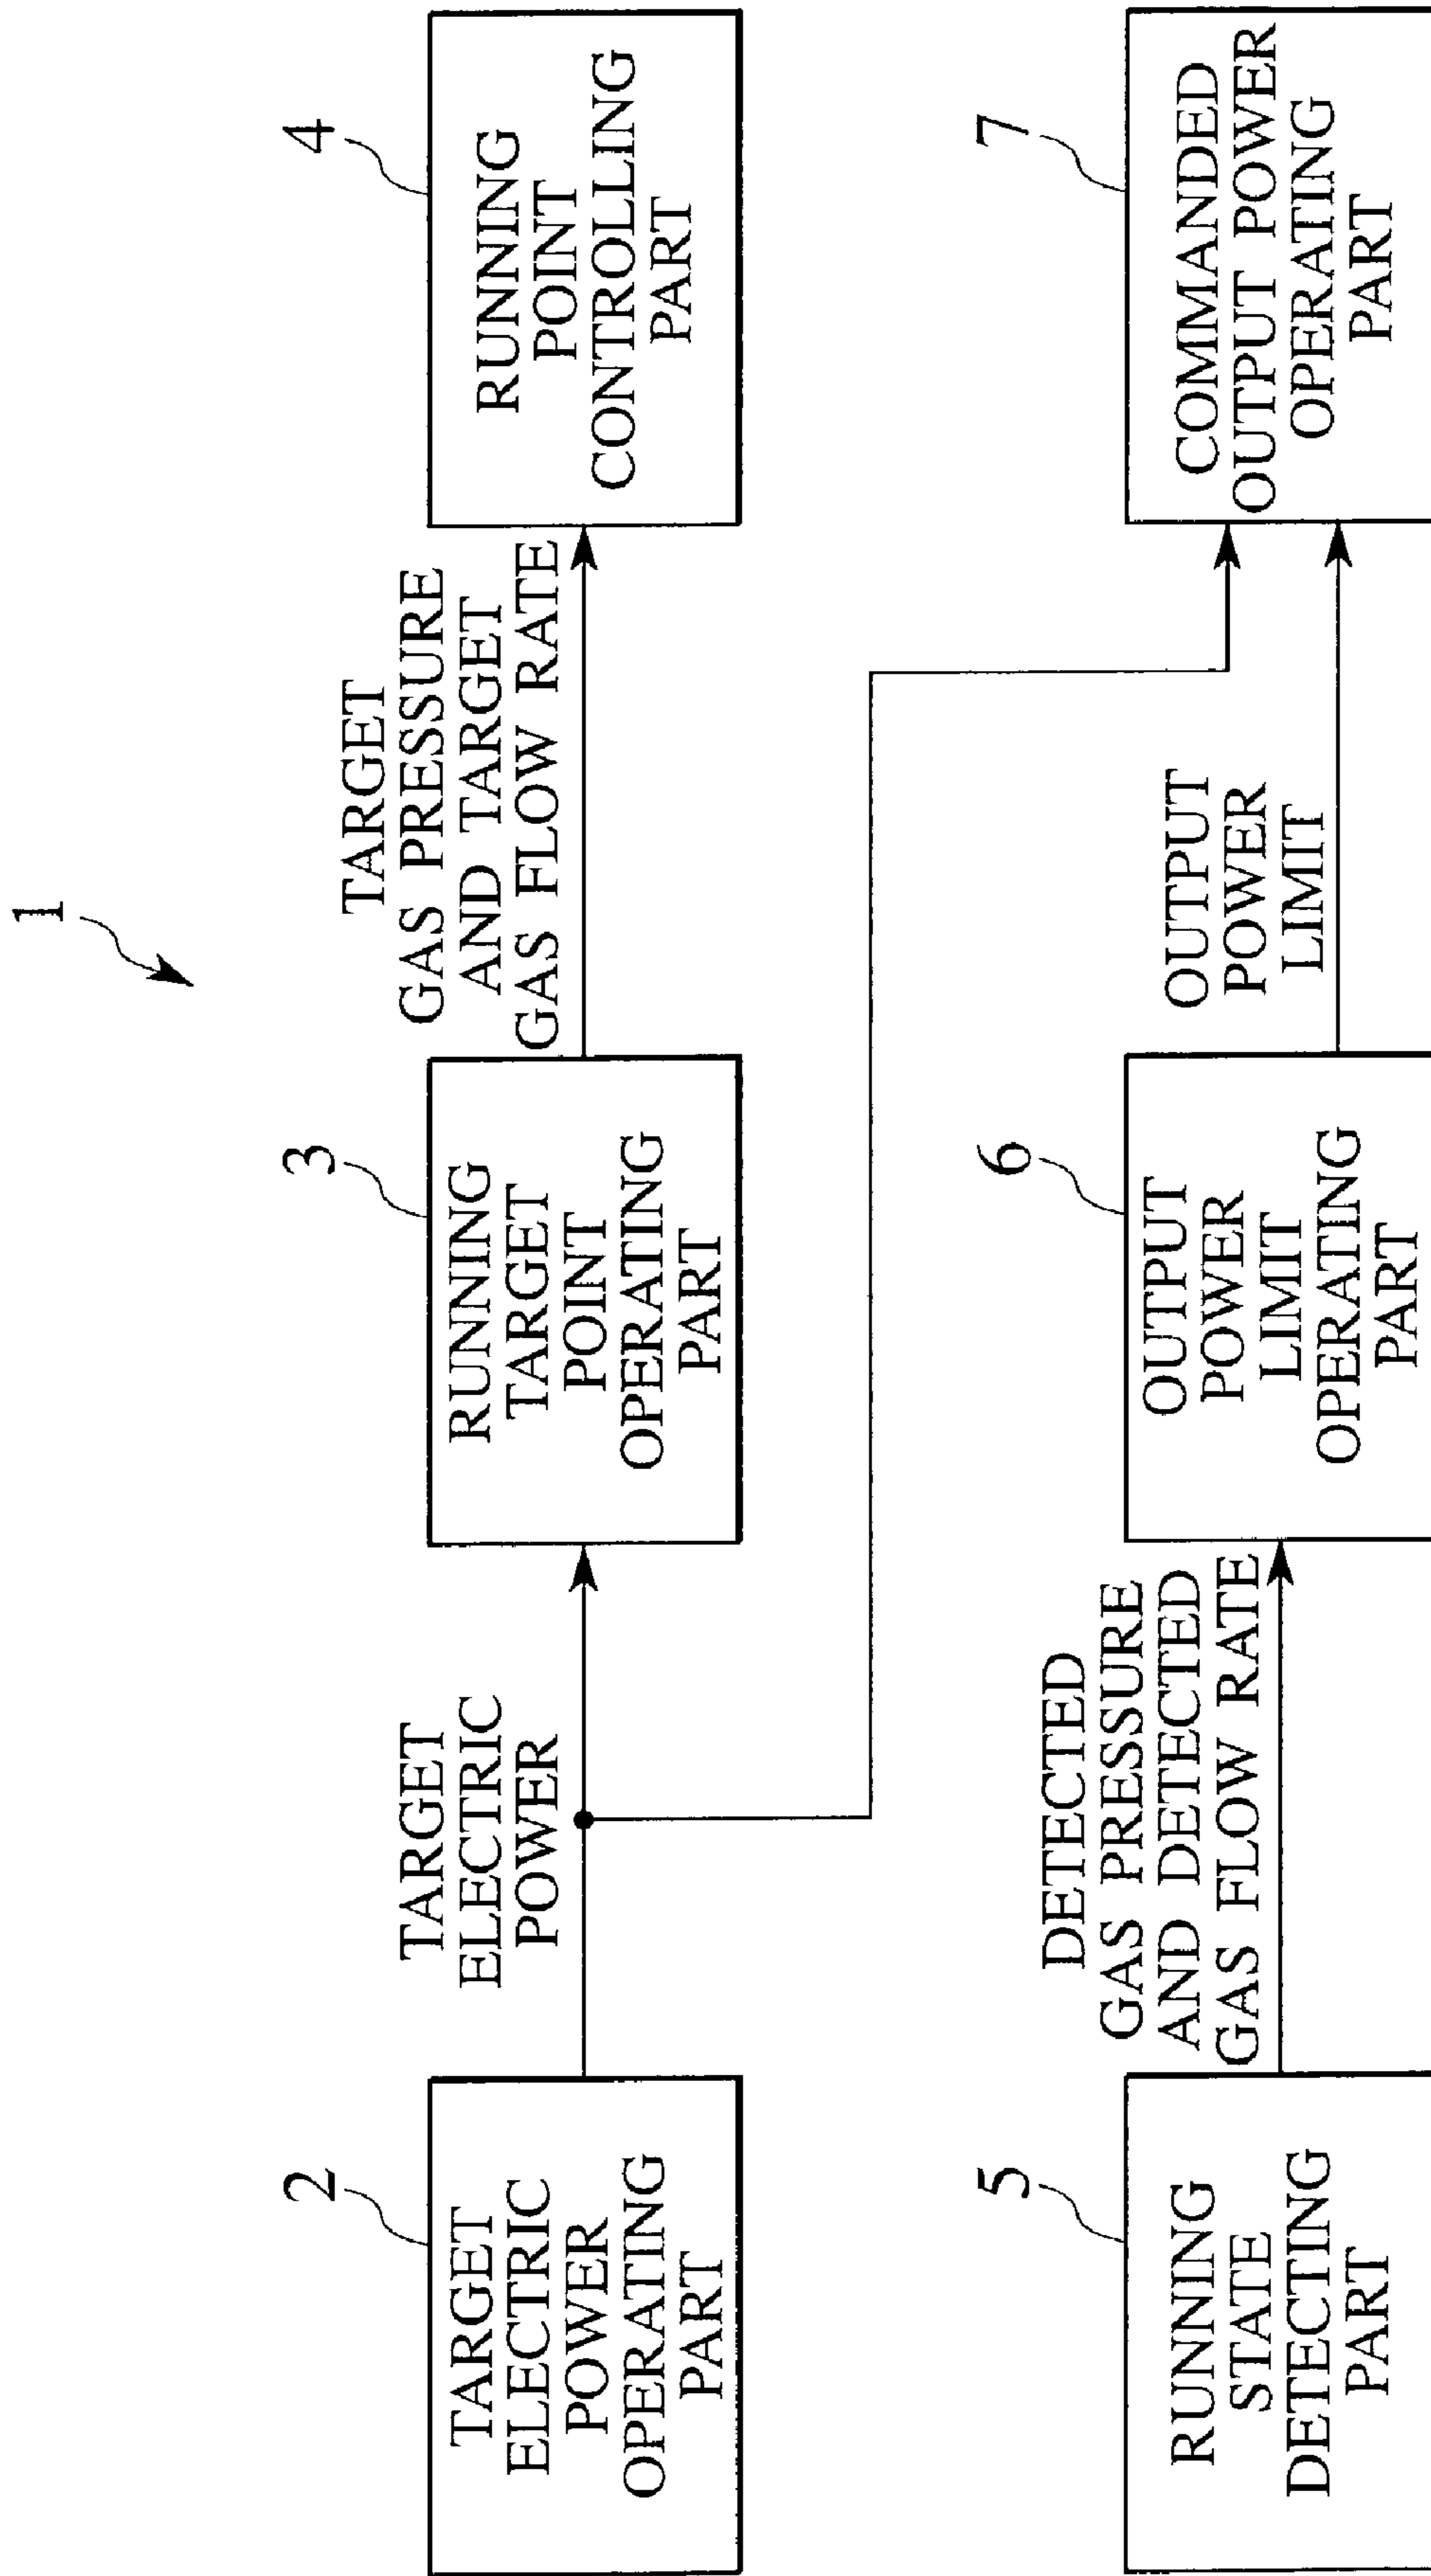 1
2
TARGET
ELECTRIC
POWER
OPERATING
PART
TARGET
ELECTRIC
POWER
3
RUNNING
TARGET
POINT
OPERATING
PART
TARGET
GAS PRESSURE
AND TARGET
GAS FLOW RATE
4
RUNNING
POINT
CONTROLLING
PART
5
RUNNING
STATE
DETECTING
PART
DETECTED
GAS PRESSURE
AND DETECTED
GAS FLOW RATE
6
OUTPUT
POWER
LIMIT
OPERATING
PART
OUTPUT
POWER
LIMIT
7
COMMANDED
OUTPUT POWER
OPERATING
PART